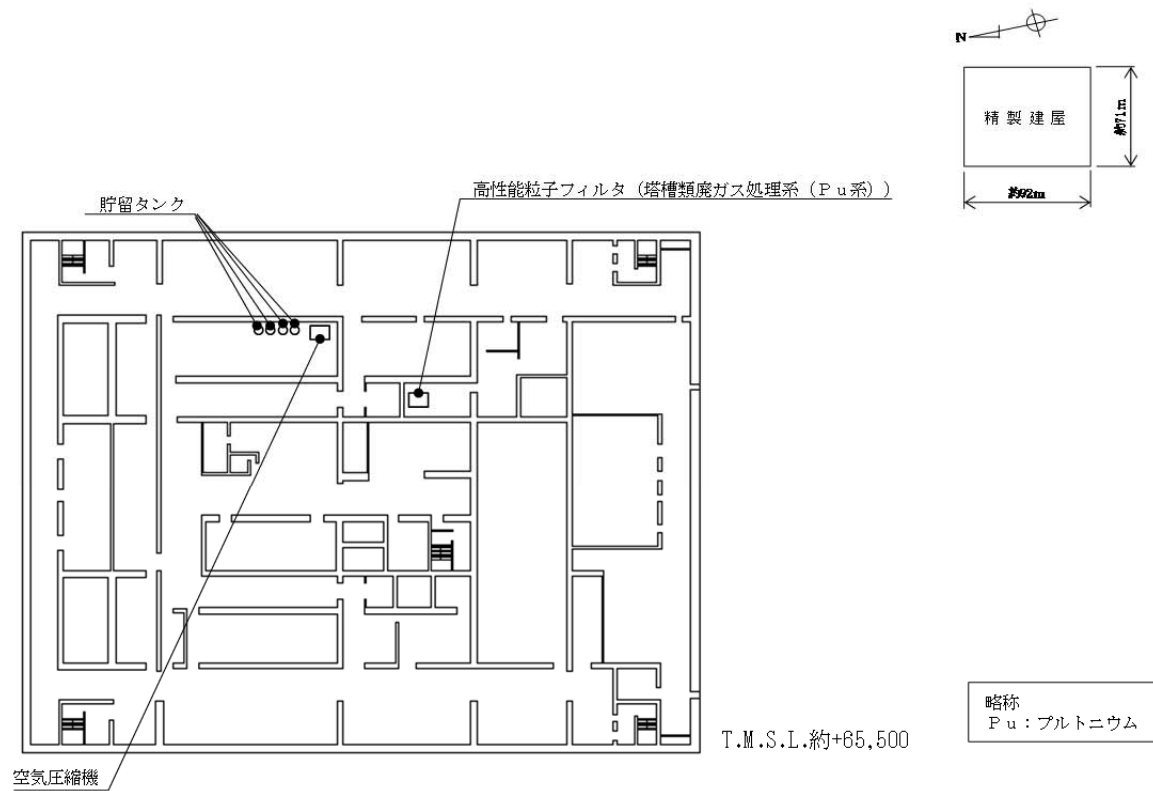 N
精製建屋
約71m
約92m
高性能粒子フィルタ（塔槽類廃ガス処理系（Ｐｕ系））
貯留タンク
空気圧縮機
T.M.S.L.約+65,500
略称
Ｐｕ：プルトニウム